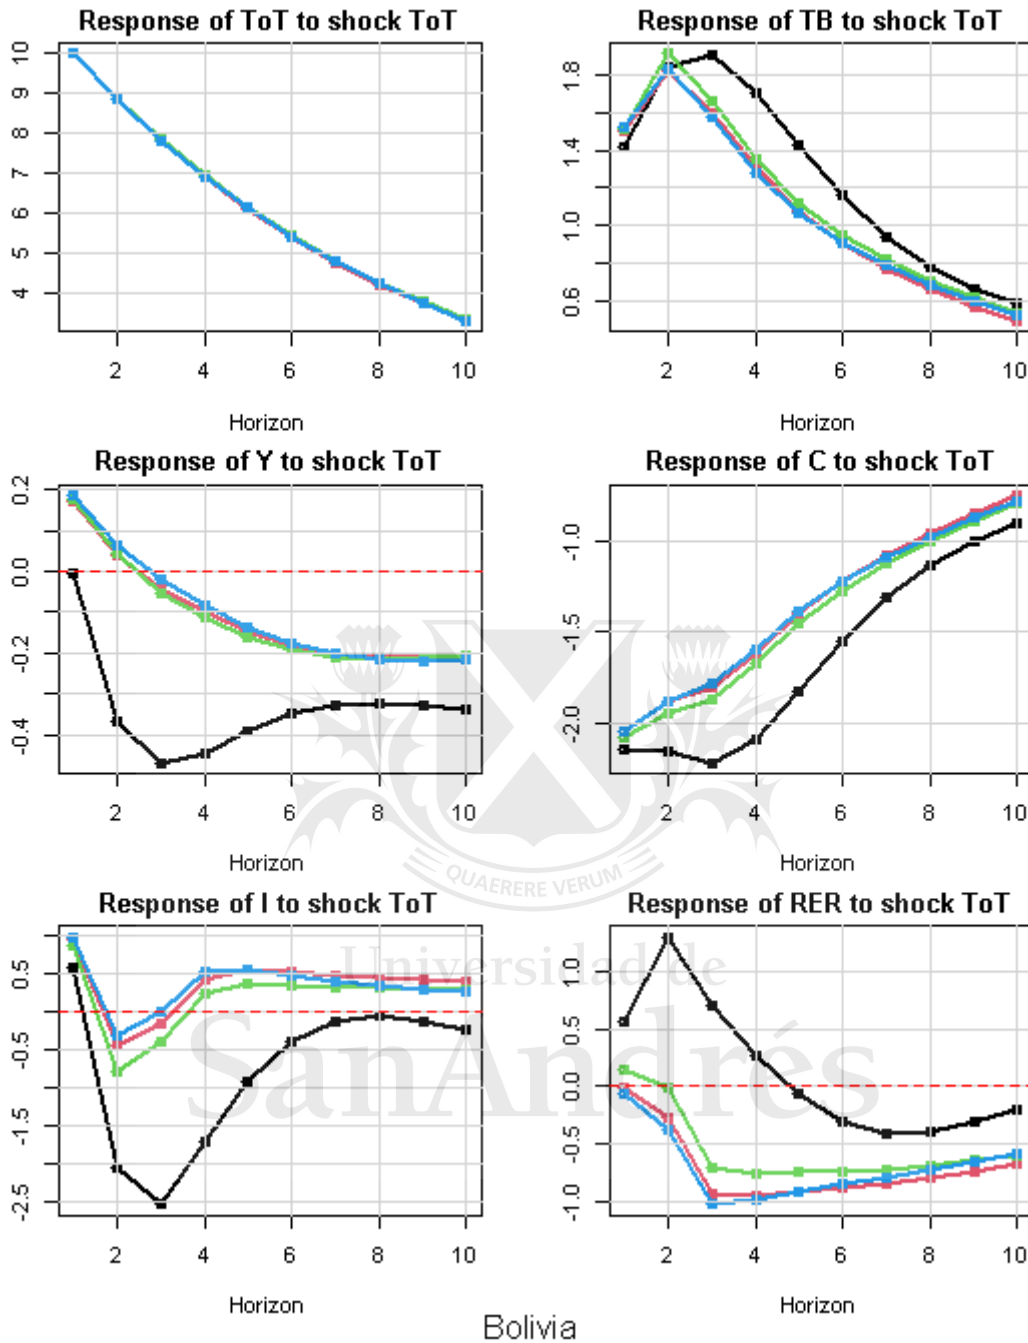 Response of ToT to shock ToT
10
9
8
7
6
5
4
2 4 6 8 10
Horizon
Response of TB to shock ToT
1.8
1.4
1.0
0.6
2 4 6 8 10
Horizon
Response of Y to shock ToT
0.2
0.0
-0.2
-0.4
2 4 6 8 10
Horizon
Response of C to shock ToT
-1.0
-1.5
-2.0
2 4 6 8 10
Horizon
QUAERERE VERUM
Response of I to shock ToT
0.5
-0.5
-1.5
-2.5
2 4 6 8 10
Horizon
Response of RER to shock ToT
1.0
0.5
0.0
-0.5
-1.0
2 4 6 8 10
Horizon
Universidad de
SanAndrés
Bolivia